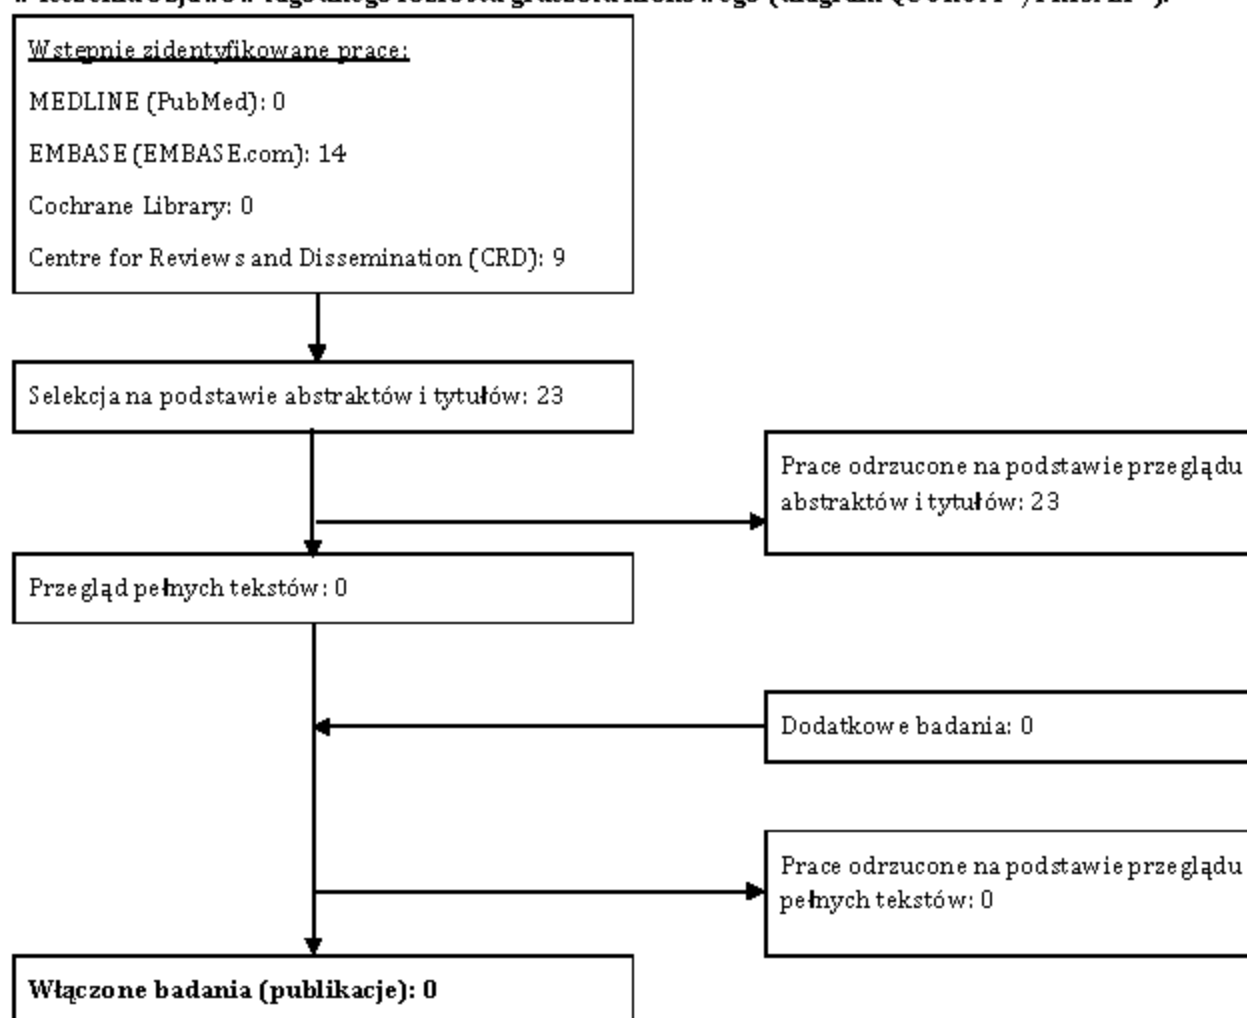 Wstępnie zidentyfikowane prace:
MEDLINE (PubMed): 0
EMBASE (EMBASE.com): 14
Cochrane Library: 0
Centre for Reviews and Dissemination (CRD): 9
Selekcja na podstawie abstraktów i tytułów: 23
Prace odrzucone na podstawie przeglądu
abstraktów i tytułów: 23
Przegląd pełnych tekstów: 0
Dodatkowe badania: 0
Prace odrzucone na podstawie przeglądu
pełnych tekstów: 0
Włączone badania (publikacje): 0